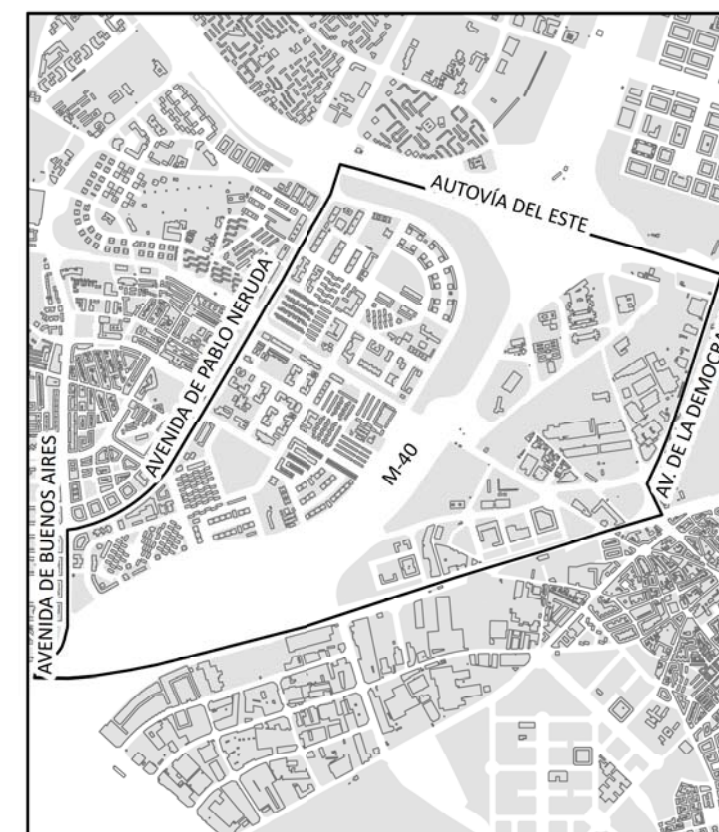 AUTOVÍA DEL ESTE
AVENIDA DE PABLO NERUDA
AV. DE LA DEMOCRA
AVENIDA DE BUENOS AIRES
M-40